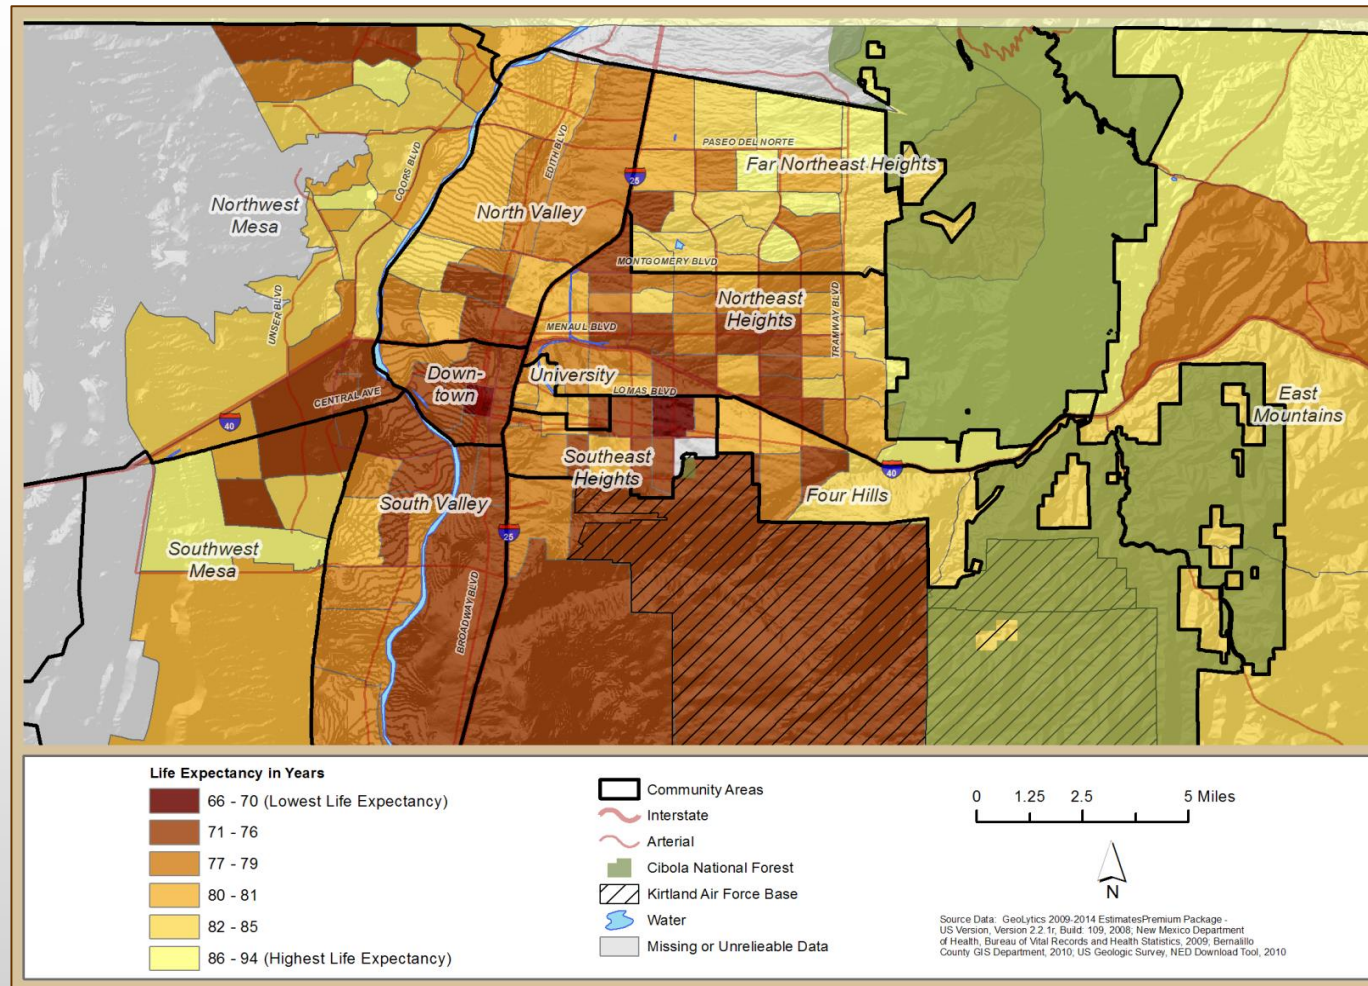 PASEO DEL NORTE
Far Northeast Heights
COORS BLVD
EDITH BLVD
25
Northwest
Mesa
North Valley
MONTGOMERY BLVD
UNSER BLVD
Northeast
Heights
MENAUL BLVD
TRAMWAY BLVD
Down-
town
University
LOMAS BLVD
CENTRAL AVE
40
East
Mountains
Southeast
Heights
40
South Valley
Four Hills
25
Southwest
Mesa
BROADWAY BLVD
Life Expectancy in Years
66 - 70 (Lowest Life Expectancy)
71 - 76
77 - 79
80 - 81
82 - 85
86 - 94 (Highest Life Expectancy)
Community Areas
Interstate
Arterial
Cibola National Forest
Kirtland Air Force Base
Water
Missing or Unrelieable Data
0 1.25 2.5 5 Miles
N
Source Data: GeoLytics 2009-2014 EstimatesPremium Package -
US Version, Version 2.2.1r, Build: 109, 2008; New Mexico Department
of Health, Bureau of Vital Records and Health Statistics, 2009; Bernalillo
County GIS Department, 2010; US Geologic Survey, NED Download Tool, 2010